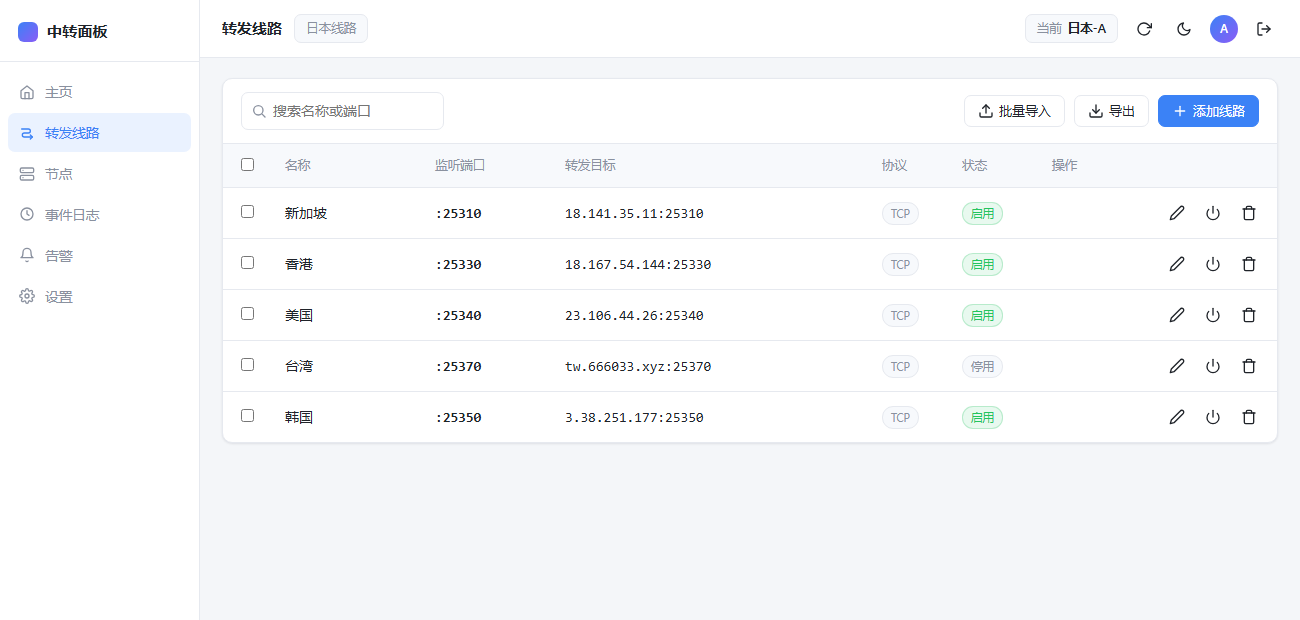 中转面板
主页
转发线路
节点
事件日志
告警
设置
转发线路 日本线路
当前 日本-A A
搜索名称或端口 批量导入 导出 添加线路
名称 监听端口 转发目标 协议 状态 操作
新加坡 :25310 18.141.35.11:25310 TCP 启用
香港 :25330 18.167.54.144:25330 TCP 启用
美国 :25340 23.106.44.26:25340 TCP 启用
台湾 :25370 tw.666033.xyz:25370 TCP 停用
韩国 :25350 3.38.251.177:25350 TCP 启用